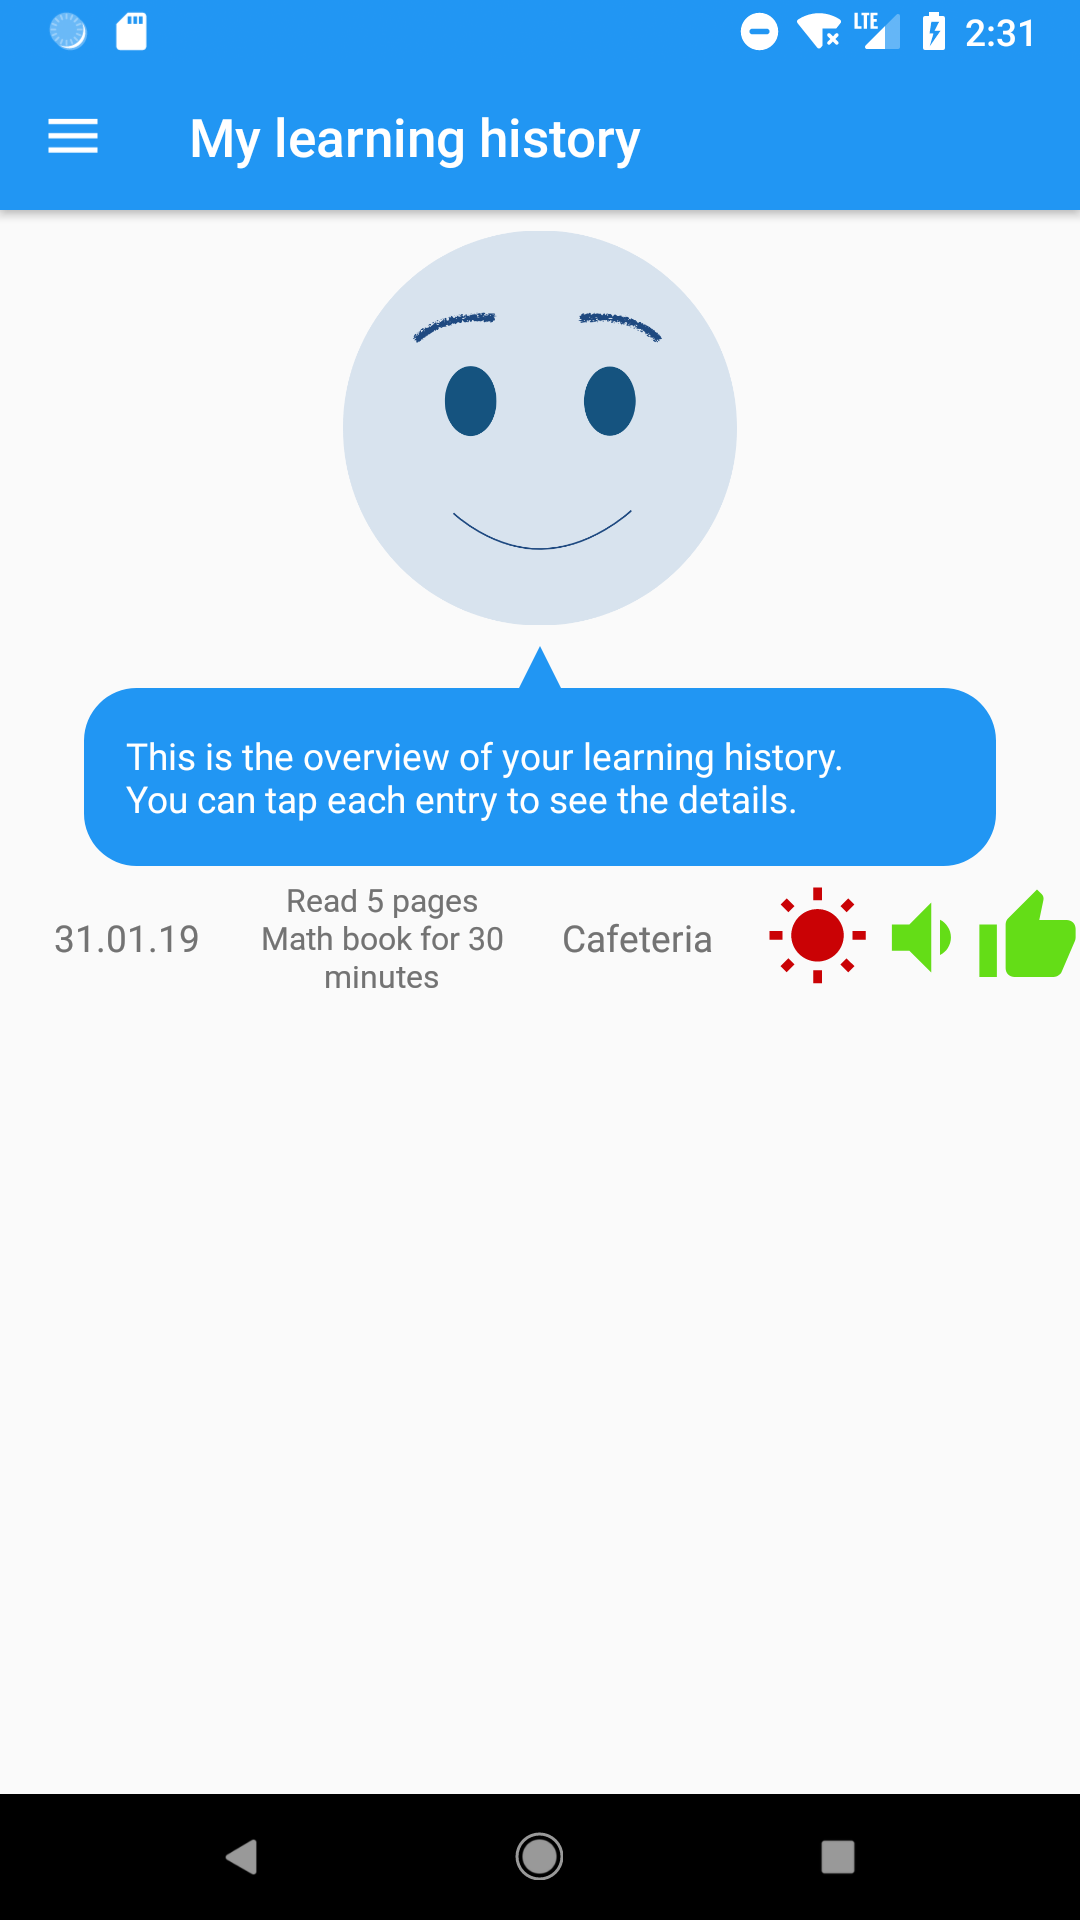 LTE 2:31
My learning history
This is the overview of your learning history.
You can tap each entry to see the details.
31.01.19
Read 5 pages
Math book for 30
minutes
Cafeteria